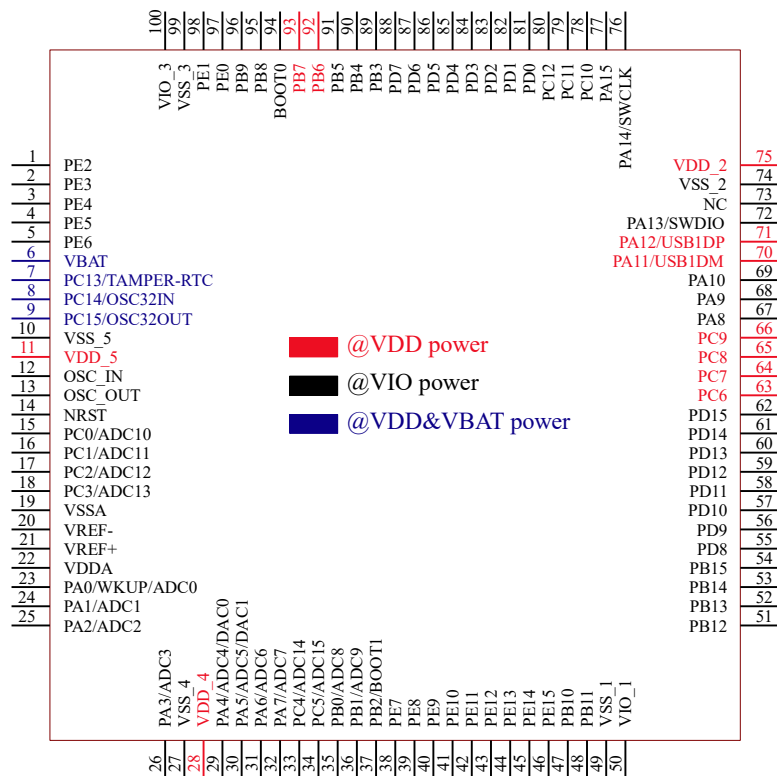 100 99 98 97 96 95 94 93 92 91 90 89 88 87 86 85 84 83 82 81 80 79 78 77 76
VIO_3
VSS_3
PE1
PE0
PB9
PB8
BOOT0
PB7
PB6
PB5
PB4
PB3
PD7
PD6
PD5
PD4
PD3
PD2
PD1
PD0
PC12
PC11
PC10
PA15
PA14/SWCLK
1 PE2
2 PE3
3 PE4
4 PE5
5 PE6
6 VBAT
7 PC13/TAMPER-RTC
8 PC14/OSC32IN
9 PC15/OSC32OUT
10 VSS_5
11 VDD_5
12 OSC_IN
13 OSC_OUT
14 NRST
15 PC0/ADC10
16 PC1/ADC11
17 PC2/ADC12
18 PC3/ADC13
19 VSSA
20 VREF-
21 VREF+
22 VDDA
23 PA0/WKUP/ADC0
24 PA1/ADC1
25 PA2/ADC2
@VDD power
@VIO power
@VDD&VBAT power
VDD_2 75
VSS_2 74
NC 73
PA13/SWDIO 72
PA12/USB1DP 71
PA11/USB1DM 70
PA10 69
PA9 68
PA8 67
PC9 66
PC8 65
PC7 64
PC6 63
PD15 62
PD14 61
PD13 60
PD12 59
PD11 58
PD10 57
PD9 56
PD8 55
PB15 54
PB14 53
PB13 52
PB12 51
PA3/ADC3
VSS_4
VDD_4
PA4/ADC4/DAC0
PA5/ADC5/DAC1
PA6/ADC6
PA7/ADC7
PC4/ADC14
PC5/ADC15
PB0/ADC8
PB1/ADC9
PB2/BOOT1
PE7
PE8
PE9
PE10
PE11
PE12
PE13
PE14
PE15
PB10
PB11
VSS_1
VIO_1
26 27 28 29 30 31 32 33 34 35 36 37 38 39 40 41 42 43 44 45 46 47 48 49 50